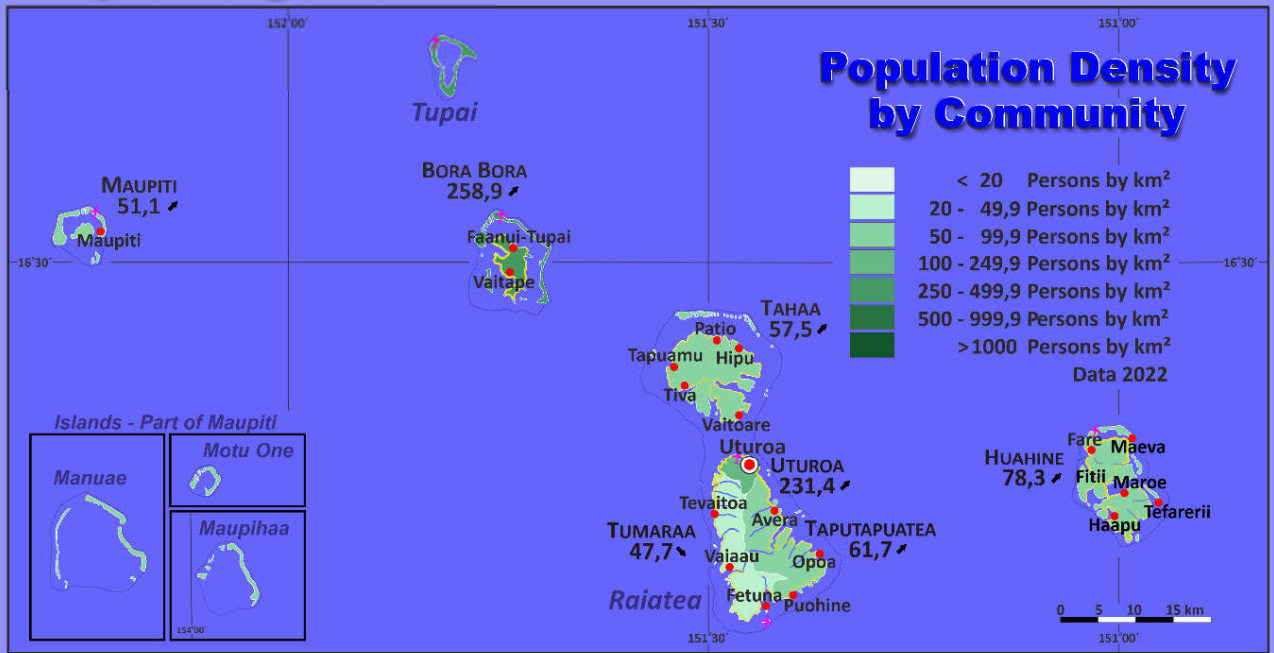 152°00'
151°30'
151°00'
Population Density
by Community
Tupai
< 20 Persons by km²
20 - 49,9 Persons by km²
50 - 99,9 Persons by km²
100 - 249,9 Persons by km²
250 - 499,9 Persons by km²
500 - 999,9 Persons by km²
>1000 Persons by km²
Data 2022
MAUPITI
51,1
Maupiti
BORA BORA
258,9
Faanui-Tupai
Vaitape
16°30'
16°30'
TAHAA
57,5
Patio
Hipu
Tapuamu
Tiva
Vaitoare
Uturoa
UTUROA
231,4
Tevaitoa
Avera
TUMARAA
47,7
TAPUTAPUATEA
61,7
Vaiaau
Opoa
Fetuna
Puohine
Raiatea
HUAHINE
78,3
Fare
Maeva
Fitii
Maroe
Tefarerii
Haapu
Islands - Part of Maupiti
Manuae
Motu One
Maupihaa
154°00'
0 5 10 15 km
151°30'
151°00'